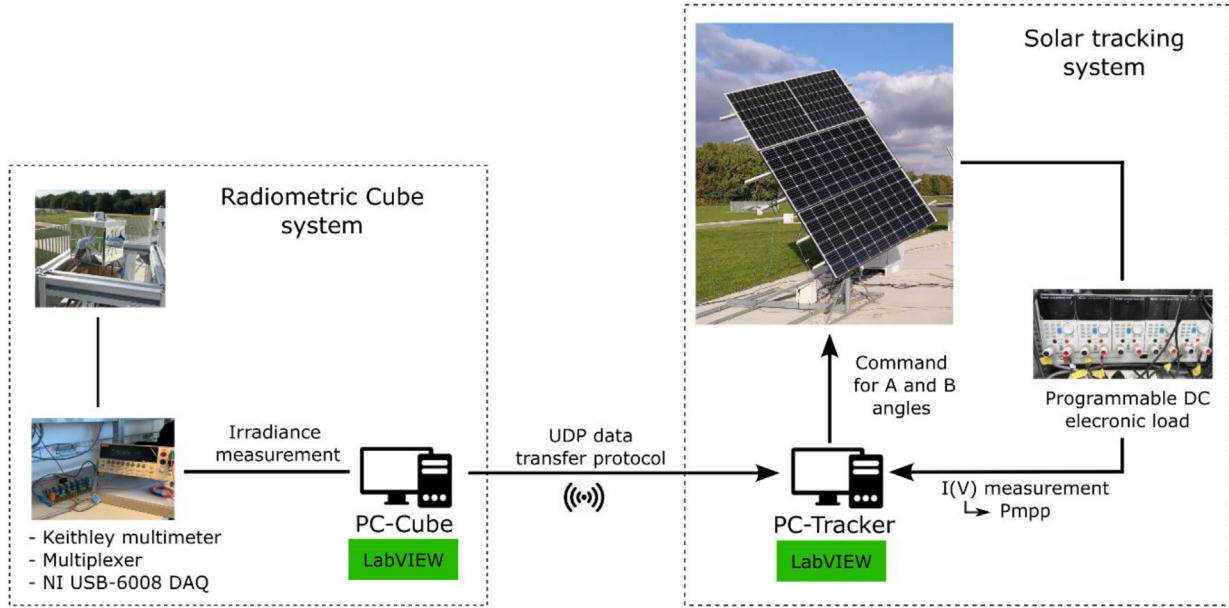 Solar tracking
system
Radiometric Cube
system
Command
for A and B
angles
Programmable DC
elecronic load
Irradiance
measurement
UDP data
transfer protocol
I(V) measurement
Pmpp
PC-Cube
LabVIEW
PC-Tracker
LabVIEW
- Keithley multimeter
- Multiplexer
- NI USB-6008 DAQ